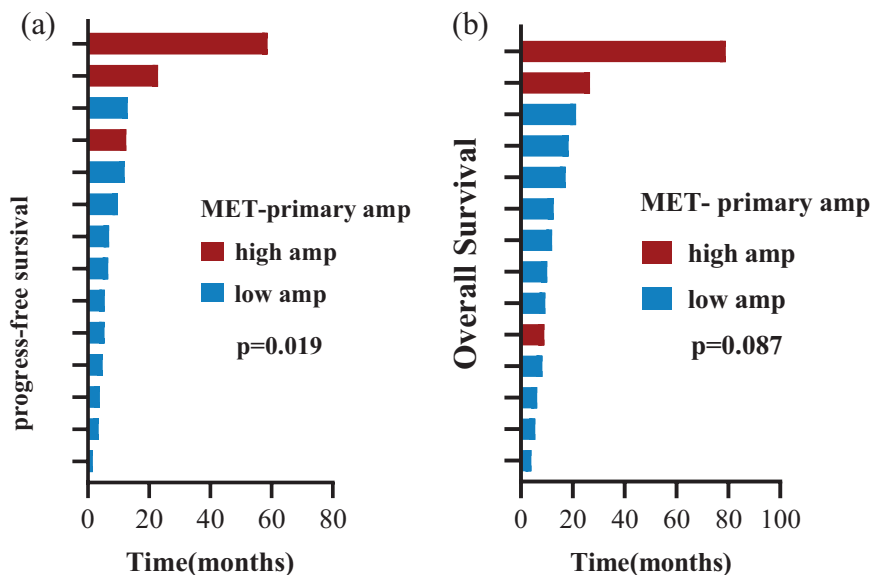 (a)
progress-free sursival
MET-primary amp
high amp
low amp
p=0.019
0 20 40 60 80
Time(months)
(b)
Overall Survival
MET- primary amp
high amp
low amp
p=0.087
0 20 40 60 80 100
Time(months)